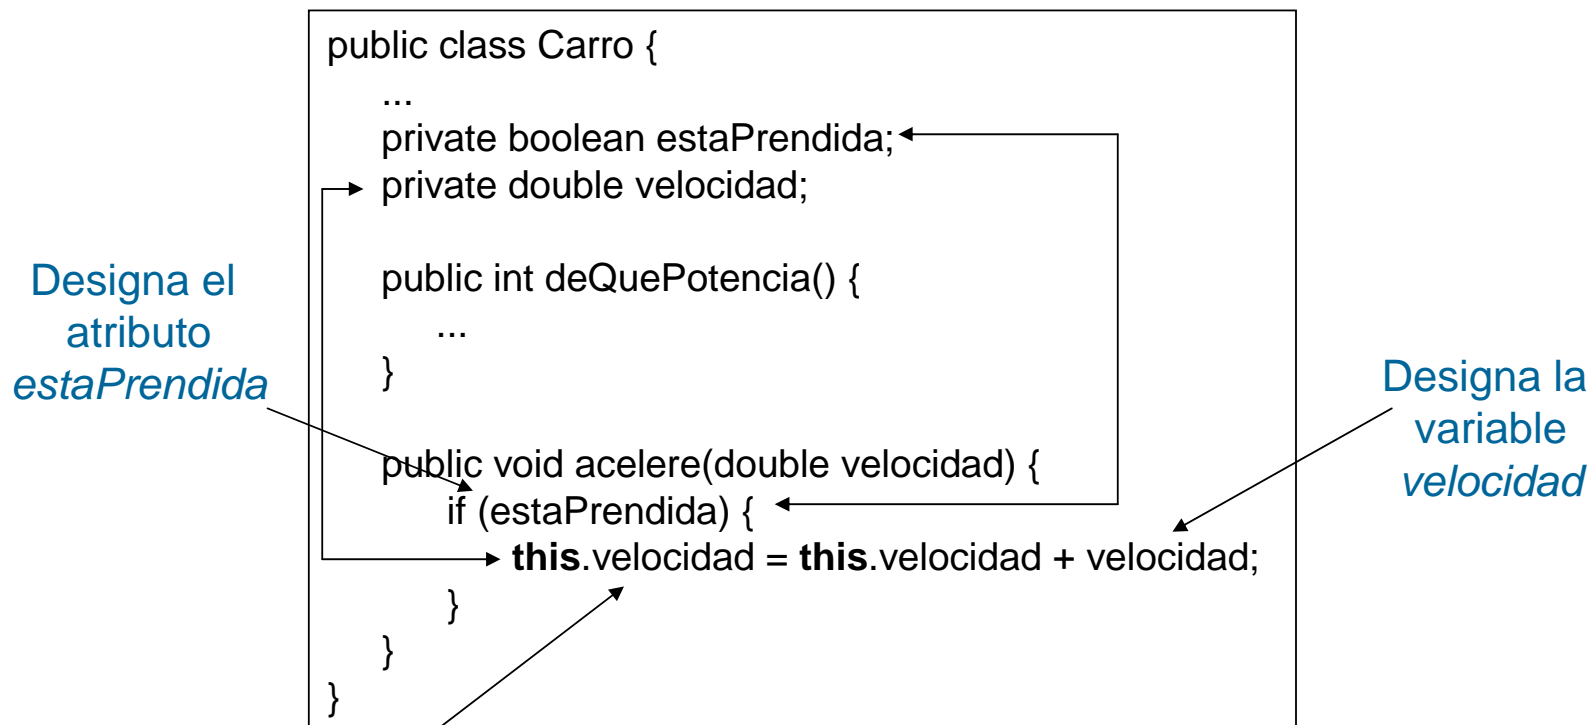 public class Carro {
...
private boolean estaPrendida;
private double velocidad;
public int deQuePotencia() {
...
}
public void acelere(double velocidad) {
if (estaPrendida) {
this.velocidad = this.velocidad + velocidad;
}
}
}
Designa el
atributo
estaPrendida
Designa la
variable
velocidad